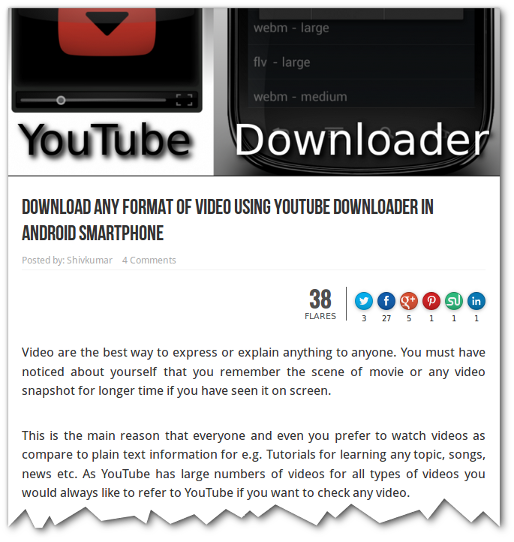 webm - large
flv - large
webm - medium
YouTube Downloader
DOWNLOAD ANY FORMAT OF VIDEO USING YOUTUBE DOWNLOADER IN
ANDROID SMARTPHONE
Posted by: Shivkumar 4 Comments
38
FLARES
3 27 5 1 1 1
Video are the best way to express or explain anything to anyone. You must have
noticed about yourself that you remember the scene of movie or any video
snapshot for longer time if you have seen it on screen.
This is the main reason that everyone and even you prefer to watch videos as
compare to plain text information for e.g. Tutorials for learning any topic, songs,
news etc. As YouTube has large numbers of videos for all types of videos you
would always like to refer to YouTube if you want to check any video.